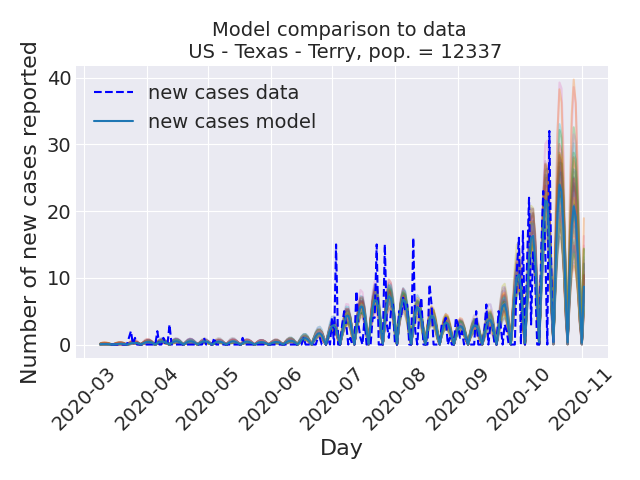 Model comparison to data
US - Texas - Terry, pop. = 12337
Number of new cases reported
40
30
20
10
0
new cases data
new cases model
2020-03
2020-04
2020-05
2020-06
2020-07
2020-08
2020-09
2020-10
2020-11
Day